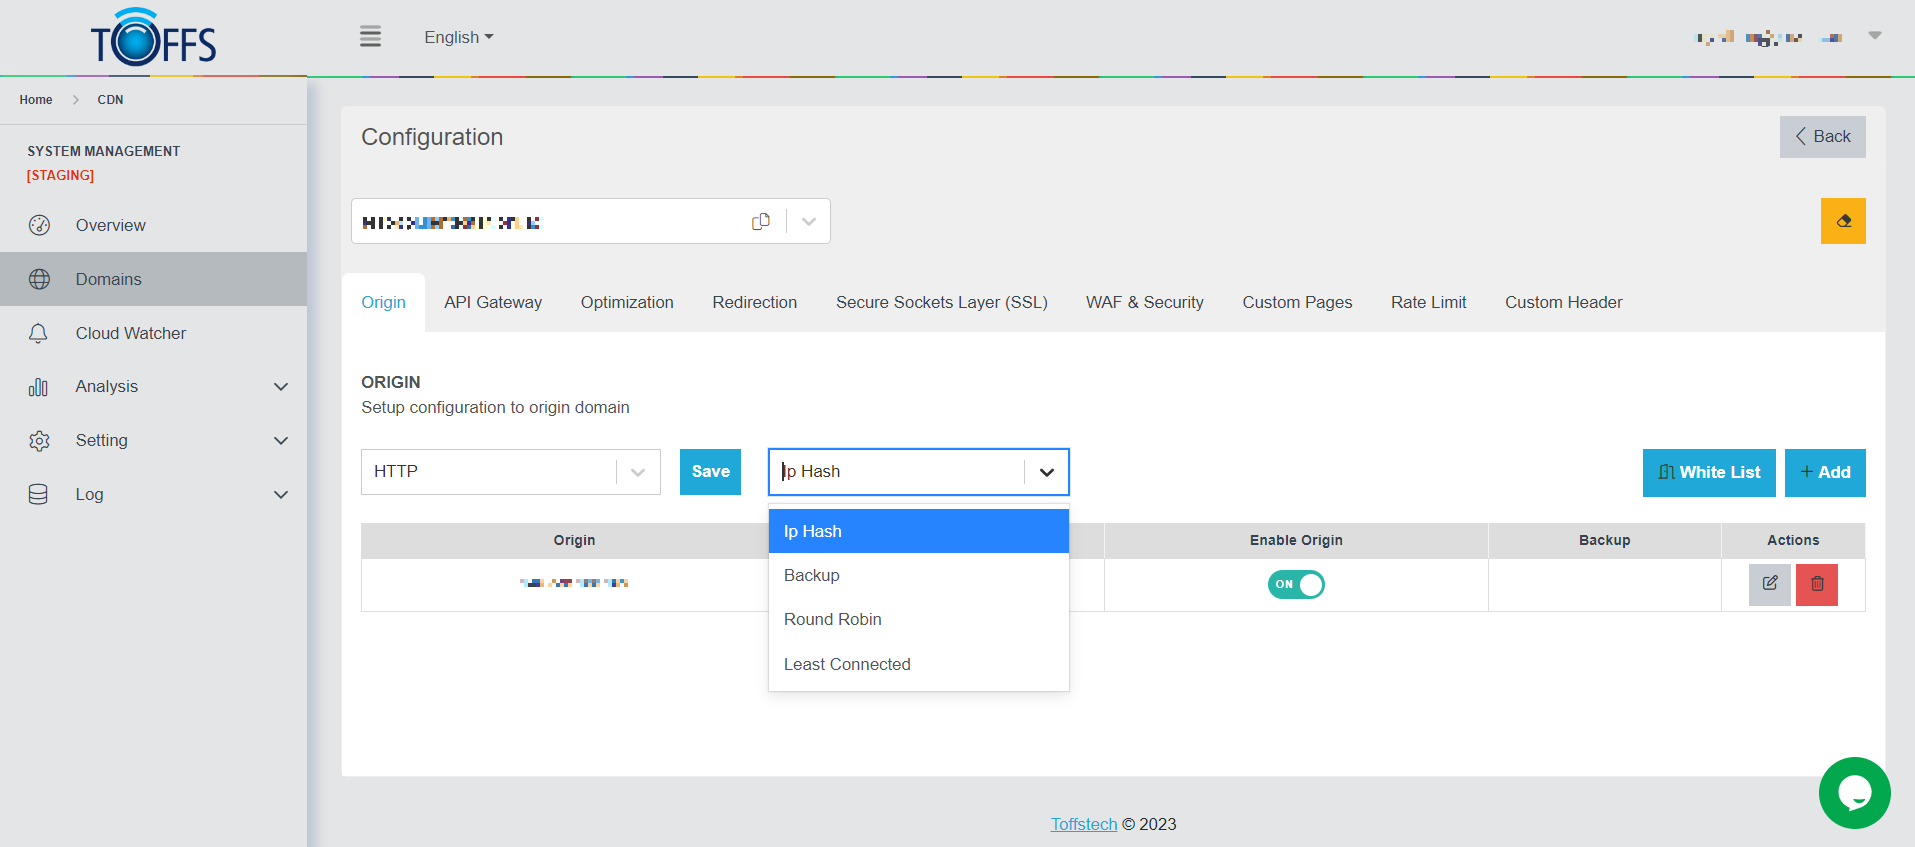 TOFFS
English
Home > CDN
SYSTEM MANAGEMENT
[STAGING]
Overview
Domains
Cloud Watcher
Analysis
Setting
Log
Configuration
Back
Origin
API Gateway
Optimization
Redirection
Secure Sockets Layer (SSL)
WAF & Security
Custom Pages
Rate Limit
Custom Header
ORIGIN
Setup configuration to origin domain
HTTP
Save
Ip Hash
White List
+ Add
Origin
Enable Origin
Backup
Actions
ON
Ip Hash
Backup
Round Robin
Least Connected
Toffstech © 2023